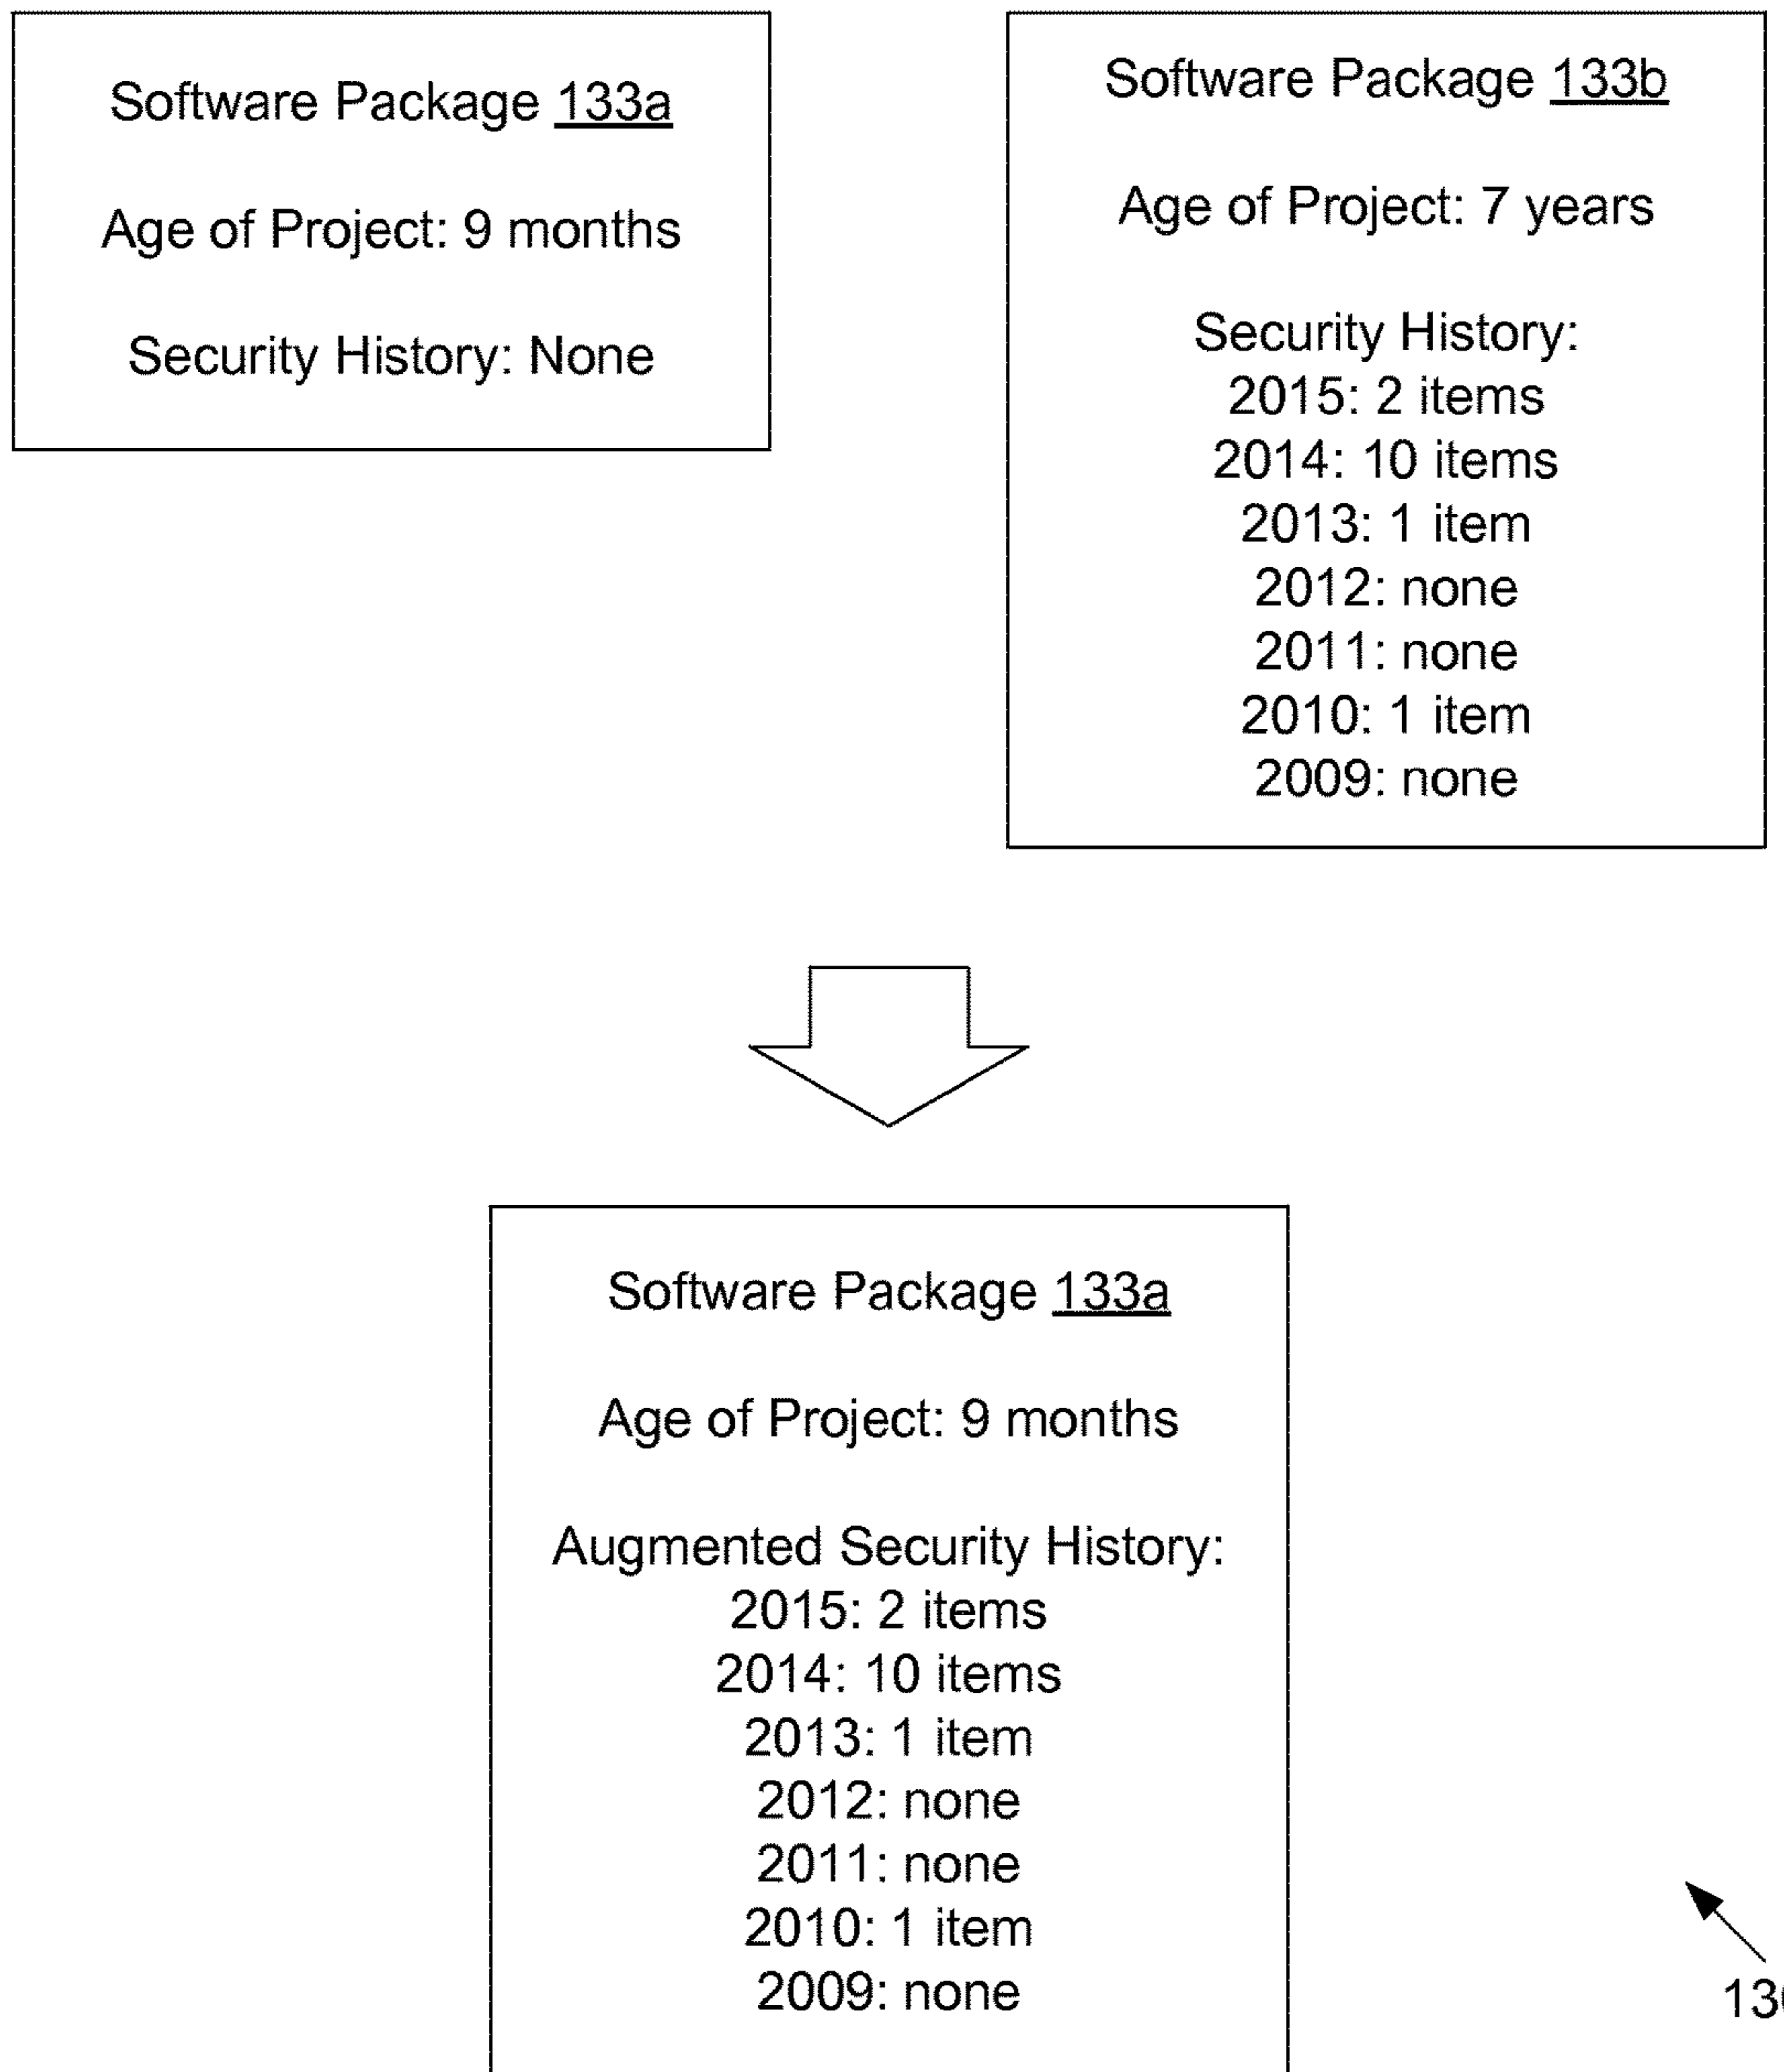 Software Package 133a
Age of Project: 9 months
Security History: None
Software Package 133b
Age of Project: 7 years
Security History:
2015: 2 items
2014: 10 items
2013: 1 item
2012: none
2011: none
2010: 1 item
2009: none
Software Package 133a
Age of Project: 9 months
Augmented Security History:
2015: 2 items
2014: 10 items
2013: 1 item
2012: none
2011: none
2010: 1 item
2009: none